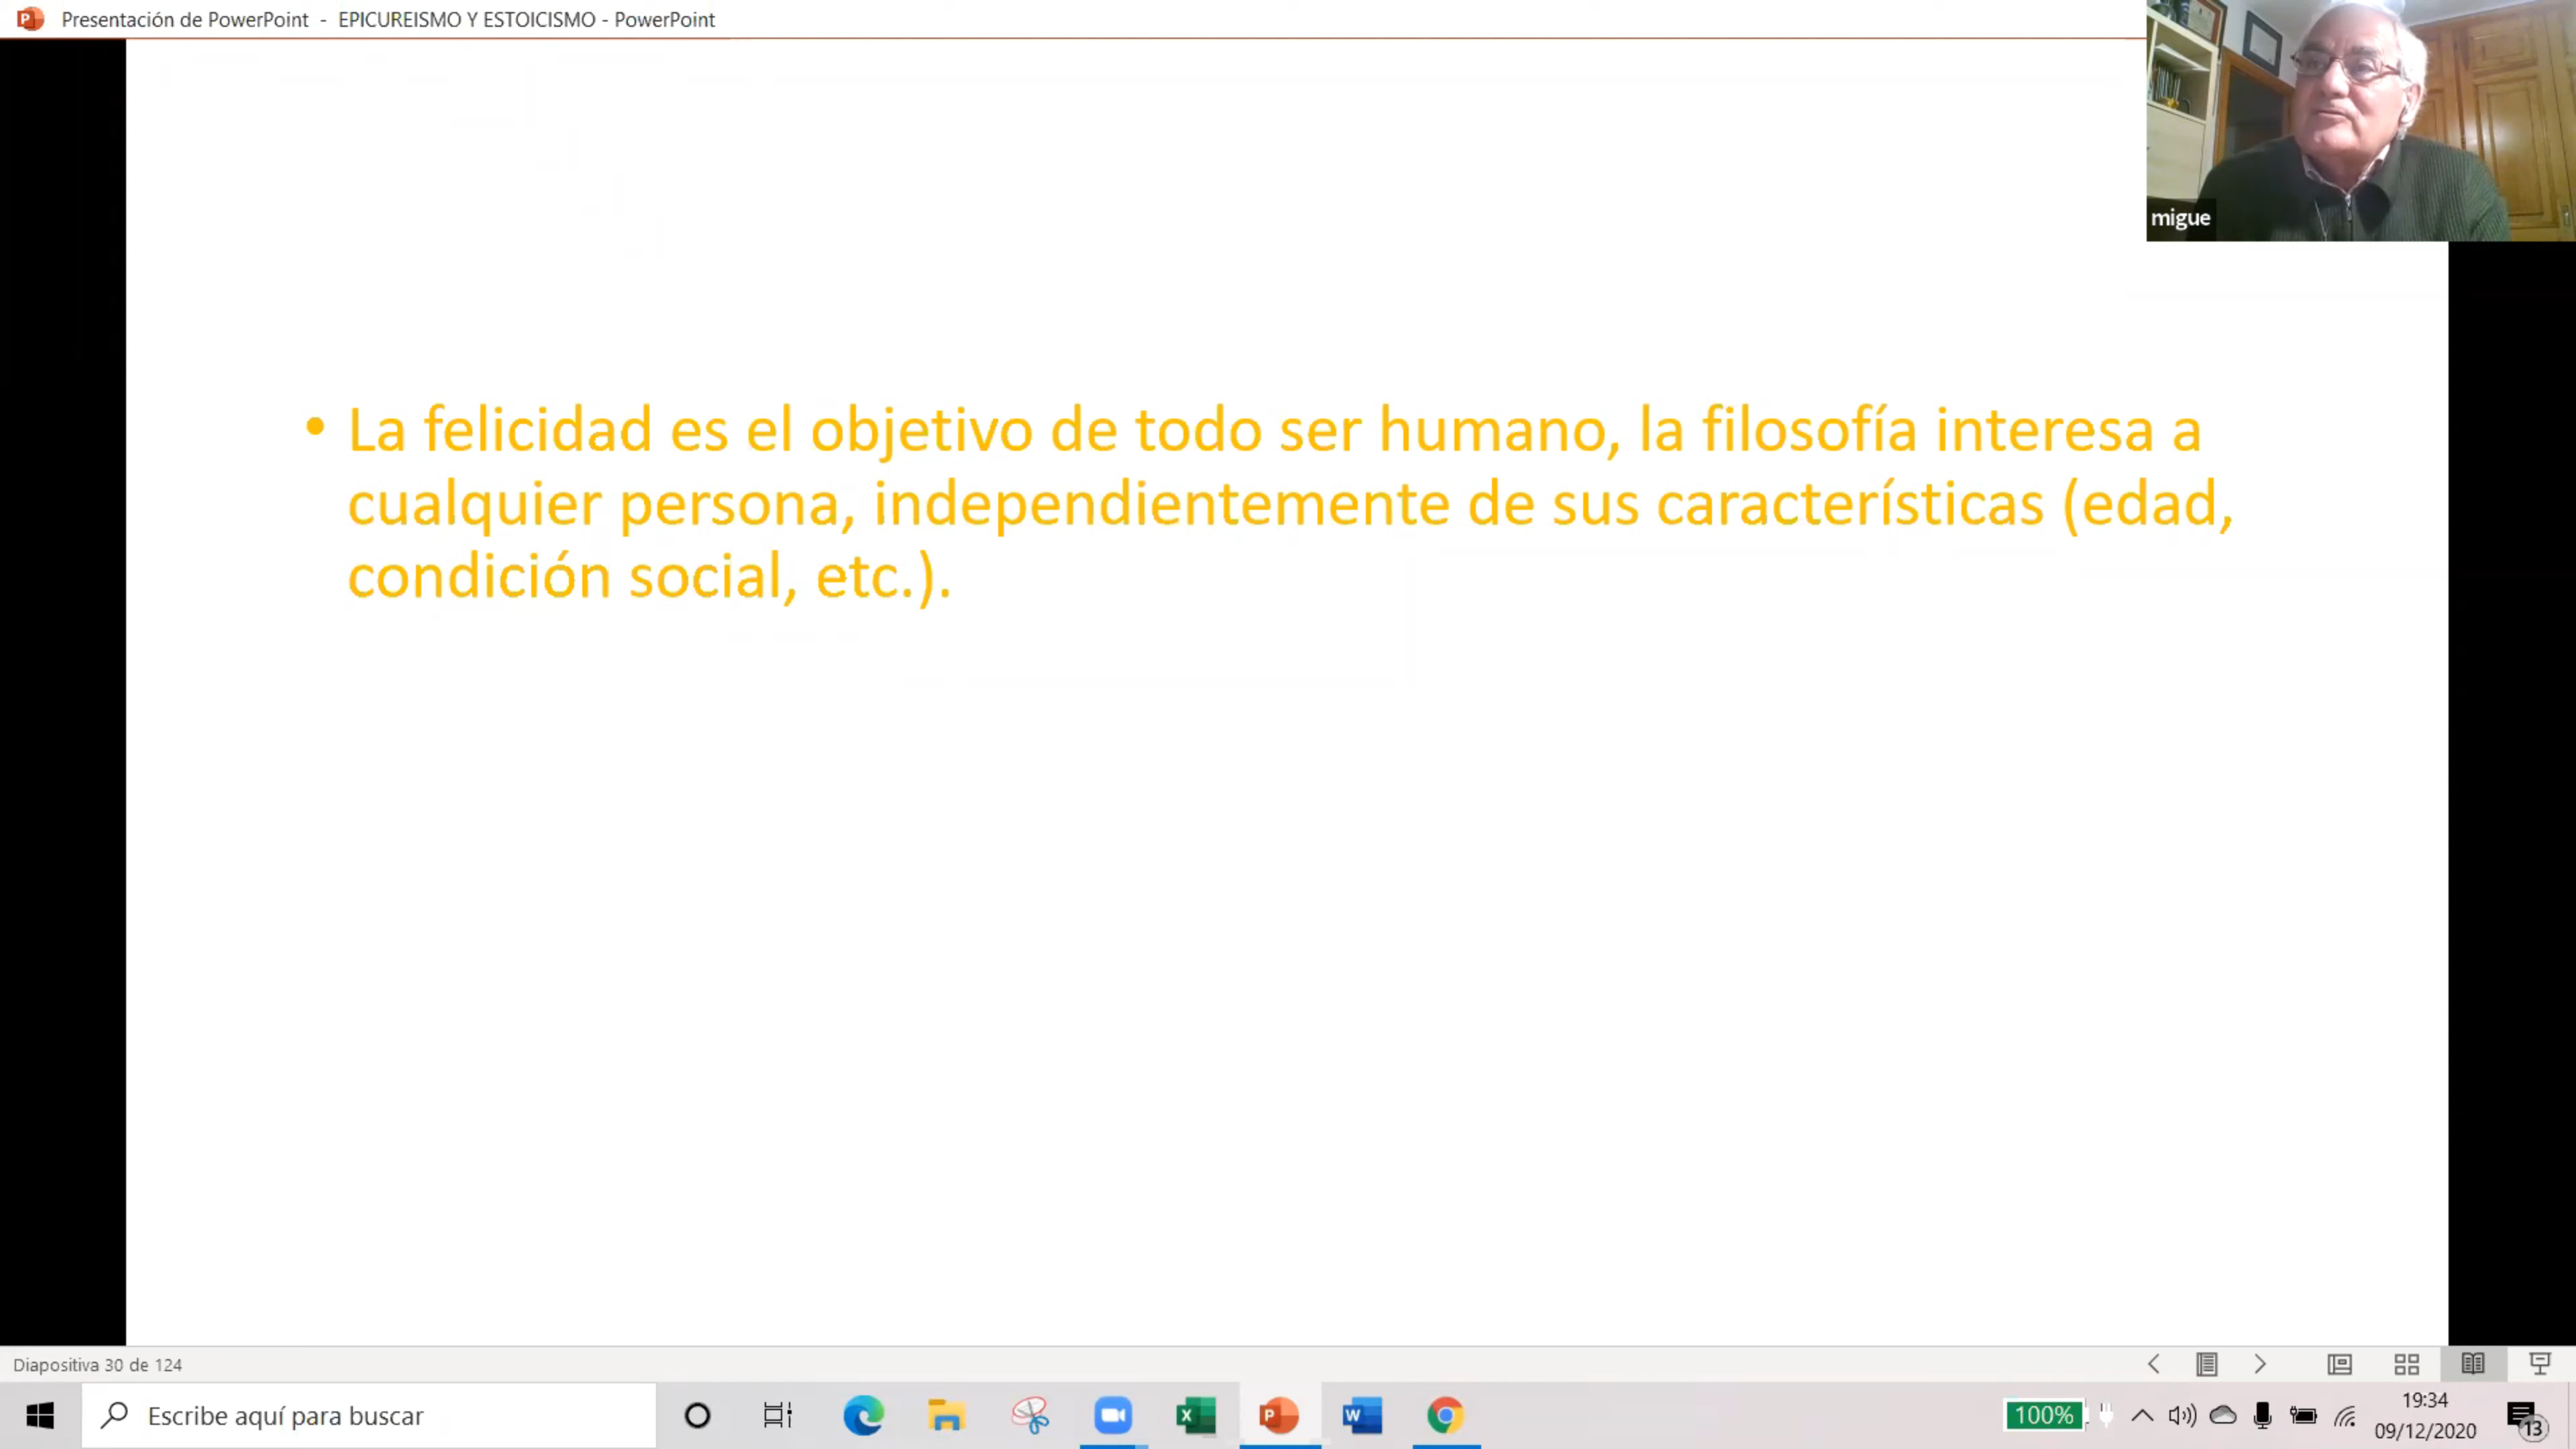 Presentación de PowerPoint - EPICUREISMO Y ESTOICISMO - PowerPoint
migue
• La felicidad es el objetivo de todo ser humano, la filosofía interesa a
cualquier persona, independientemente de sus características (edad,
condición social, etc.).
Diapositiva 30 de 124
Escribe aquí para buscar
100%
19:34
09/12/2020
13